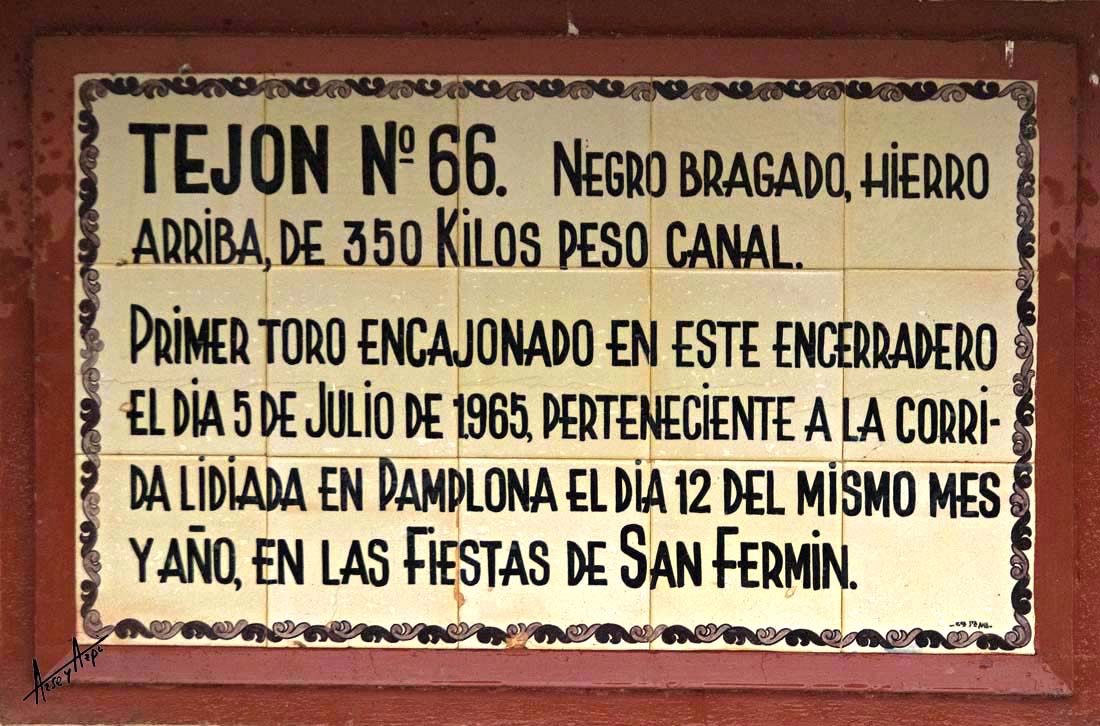 TEJON Nº 66. NEGRO BRAGADO, HIERRO
ARRIBA, DE 350 KILOS PESO CANAL.
PRIMER TORO ENCAJONADO EN ESTE ENCERRADERO
EL DIA 5 DE JULIO DE 1.965, PERTENECIENTE A LA CORRI-
DA LIDIADA EN PAMPLONA EL DIA 12 DEL MISMO MES
Y AÑO, EN LAS FIESTAS DE SAN FERMIN.
Arse y Azpi